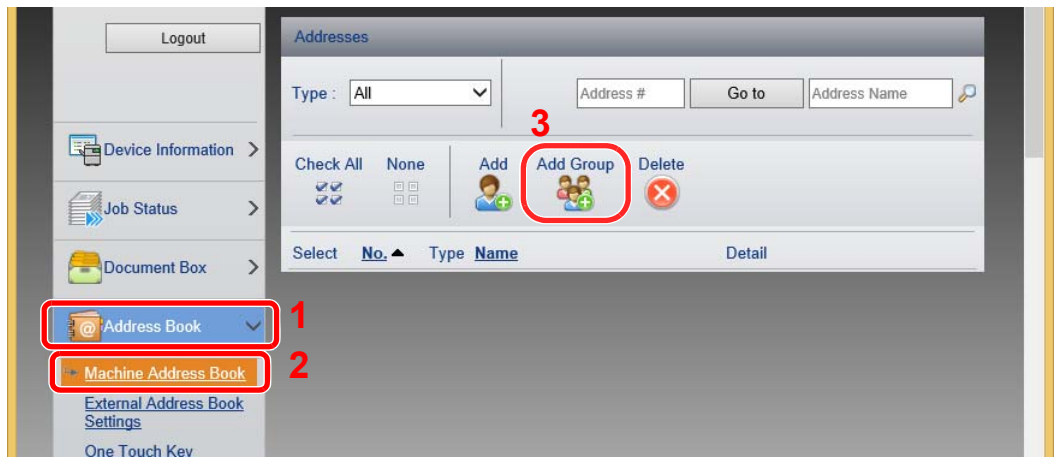 Logout
Addresses
Type :
All
Address #
Go to
Address Name
3
Device Information
Check All
None
Add
Add Group
Delete
Job Status
Select
No.
Type
Name
Detail
Document Box
Address Book
1
Machine Address Book
2
External Address Book
Settings
One Touch Key